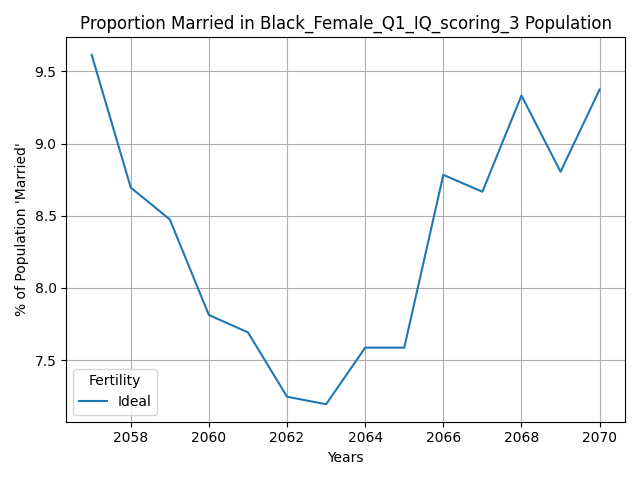 Proportion Married in Black_Female_Q1_IQ_scoring_3 Population
% of Population 'Married'
9.5
9.0
8.5
8.0
7.5
Fertility
Ideal
2058 2060 2062 2064 2066 2068 2070
Years